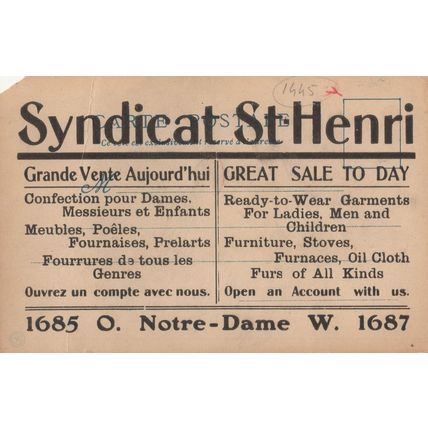 1445
CARTE POSTALE
Syndicat St-Henri
Grande Vente Aujourd'hui
M
Confection pour Dames,
Messieurs et Enfants
Meubles, Poêles,
Fournaises, Prelarts
Fourrures de tous les
Genres
Ouvrez un compte avec nous.
GREAT SALE TO DAY
Ready-to-Wear Garments
For Ladies, Men and
Children
Furniture, Stoves,
Furnaces, Oil Cloth
Furs of All Kinds
Open an Account with us.
1685 O. Notre-Dame W. 1687